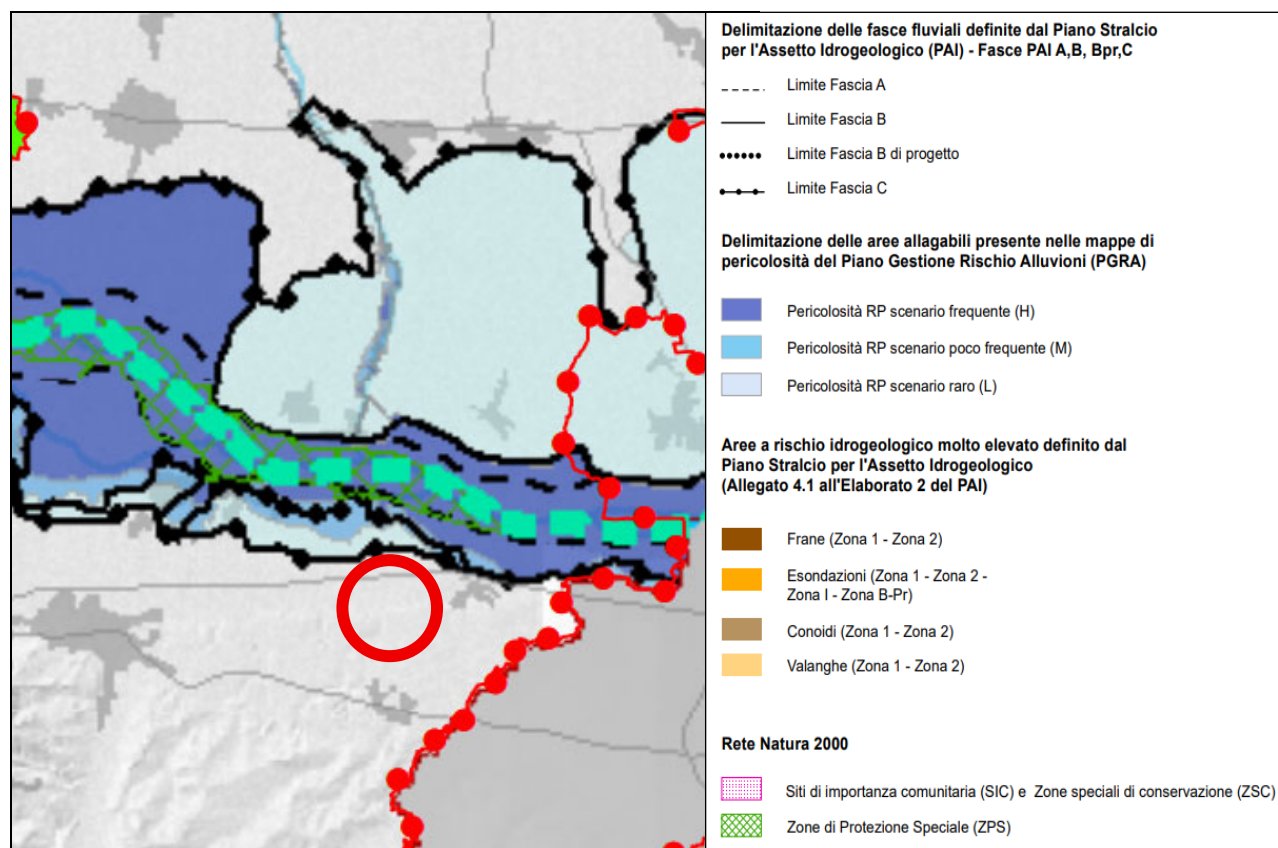 Delimitazione delle fasce fluviali definite dal Piano Stralcio
per l'Assetto Idrogeologico (PAI) - Fasce PAI A,B, Bpr,C
Limite Fascia A
Limite Fascia B
Limite Fascia B di progetto
Limite Fascia C
Delimitazione delle aree allagabili presente nelle mappe di
pericolosità del Piano Gestione Rischio Alluvioni (PGRA)
Pericolosità RP scenario frequente (H)
Pericolosità RP scenario poco frequente (M)
Pericolosità RP scenario raro (L)
Aree a rischio idrogeologico molto elevato definito dal
Piano Stralcio per l'Assetto Idrogeologico
(Allegato 4.1 all'Elaborato 2 del PAI)
Frane (Zona 1 - Zona 2)
Esondazioni (Zona 1 - Zona 2 -
Zona I - Zona B-Pr)
Conoidi (Zona 1 - Zona 2)
Valanghe (Zona 1 - Zona 2)
Rete Natura 2000
Siti di importanza comunitaria (SIC) e Zone speciali di conservazione (ZSC)
Zone di Protezione Speciale (ZPS)